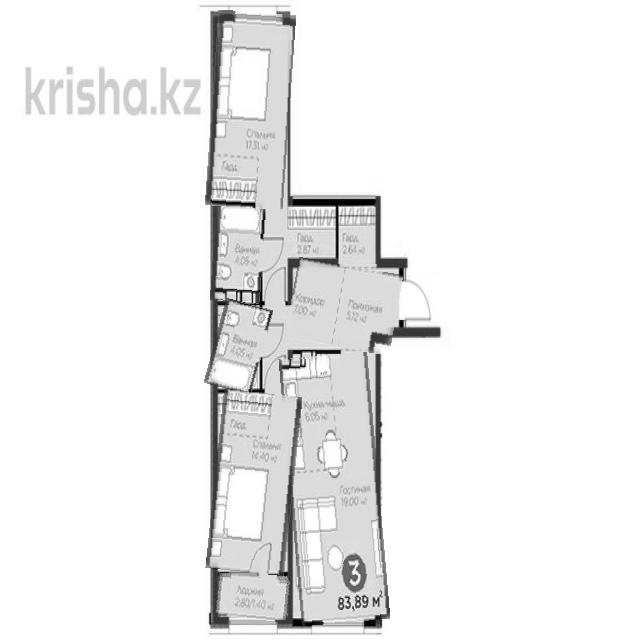 krisha.kz
Спальня
17.31 м2
Гард.
Гард.
2.87 м2
Гард.
2.64 м2
Ванная
4.05 м2
Коридор
7.00 м2
Прихожая
5.12 м2
Ванная
4.05 м2
Кухня-ниша
6.05 м2
Гард.
Спальня
14.40 м2
Гостиная
19.00 м2
Лоджия
2.80/1.40 м2
3
83,89 м²